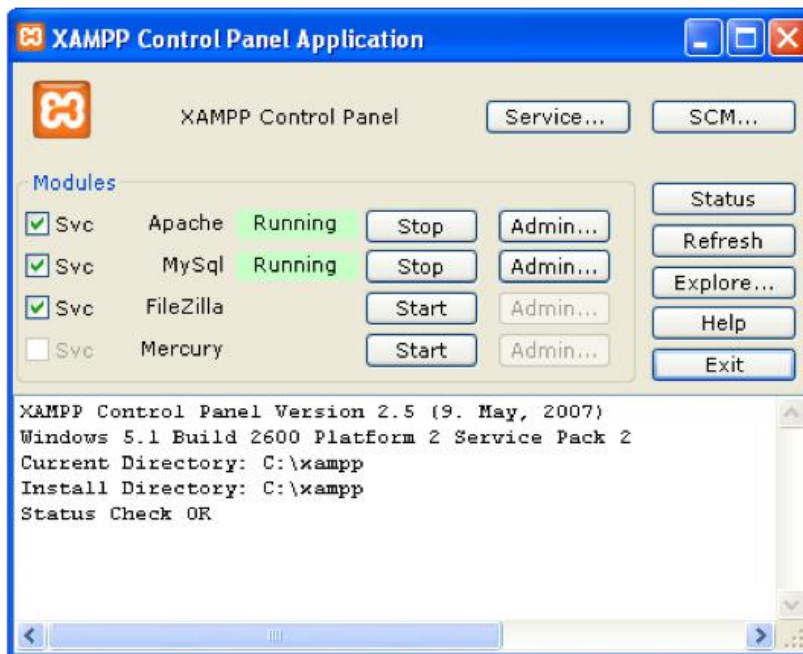 XAMPP Control Panel Application
XAMPP Control Panel Service... SCM...
Modules
Svc Apache Running Stop Admin...
Svc MySql Running Stop Admin...
Svc FileZilla Start Admin...
Svc Mercury Start Admin...
Status
Refresh
Explore...
Help
Exit
XAMPP Control Panel Version 2.5 (9. May, 2007)
Windows 5.1 Build 2600 Platform 2 Service Pack 2
Current Directory: C:\xampp
Install Directory: C:\xampp
Status Check OK